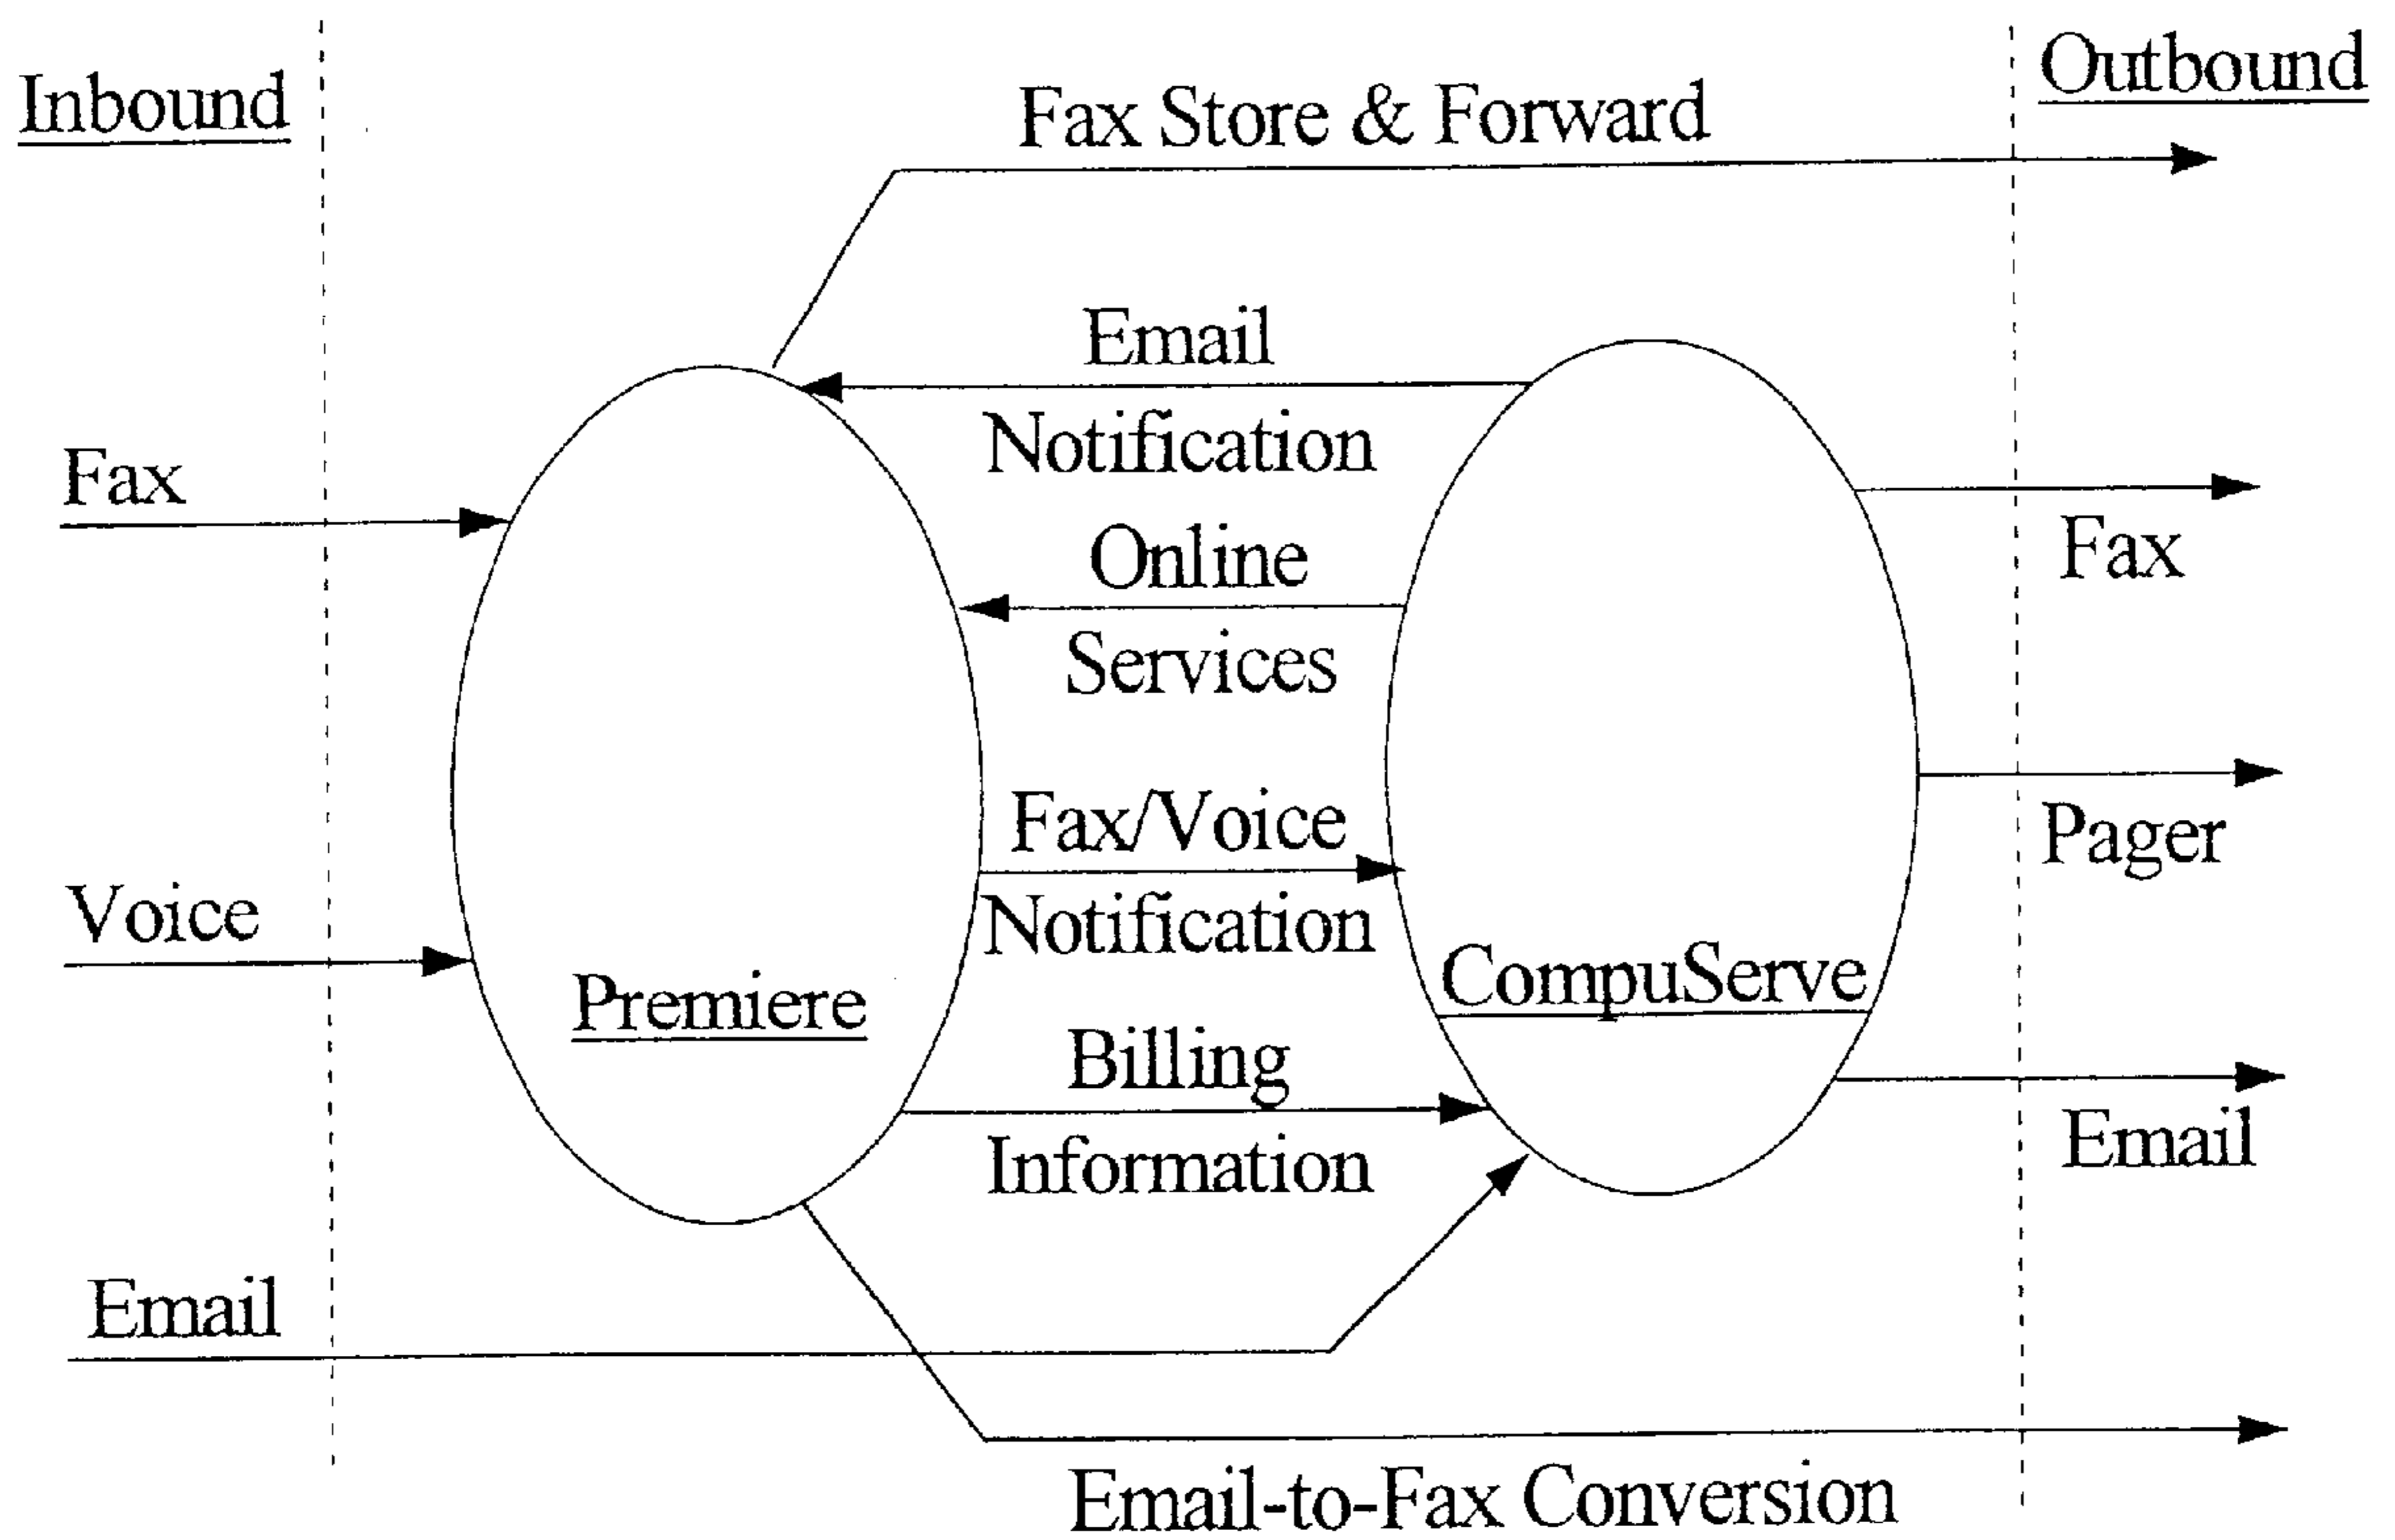 Inbound
Outbound
Fax Store & Forward
Email
Notification
Fax
Online
Services
Fax
Fax/Voice
Notification
Pager
Voice
Premiere
CompuServe
Billing
Information
Email
Email
Email-to-Fax Conversion